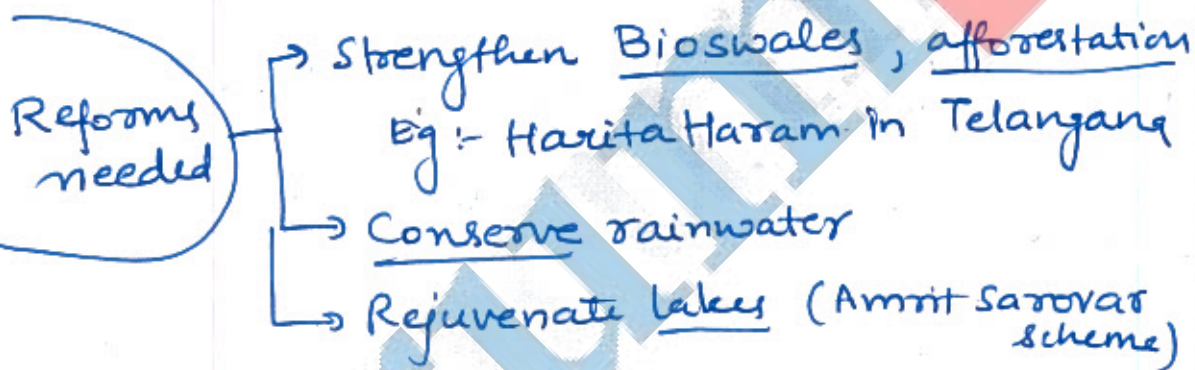 Reforms needed
→ Strengthen Bioswales, afforestation
Eg:- Harita Haram in Telangana
→ Conserve rainwater
→ Rejuvenate lakes (Amrit Sarovar
scheme)